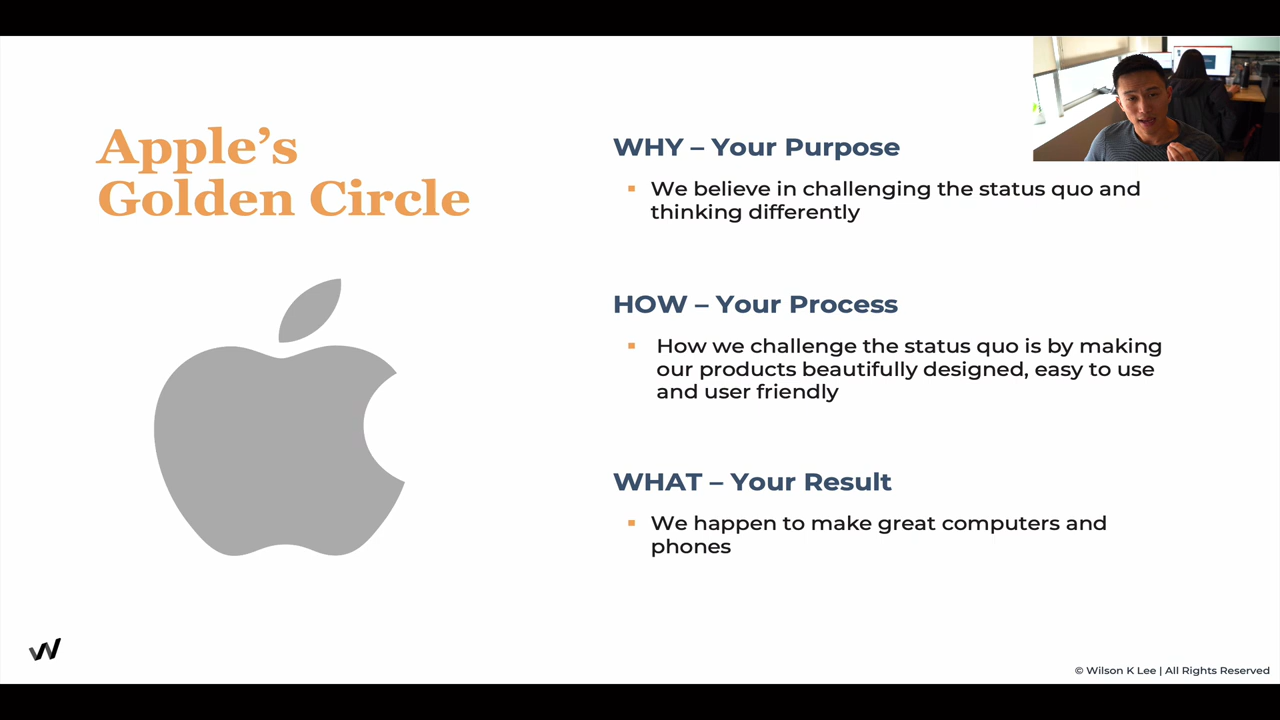 Apple's
Golden Circle
WHY – Your Purpose
▪ We believe in challenging the status quo and
thinking differently
HOW – Your Process
▪ How we challenge the status quo is by making
our products beautifully designed, easy to use
and user friendly
WHAT – Your Result
▪ We happen to make great computers and
phones
© Wilson K Lee | All Rights Reserved